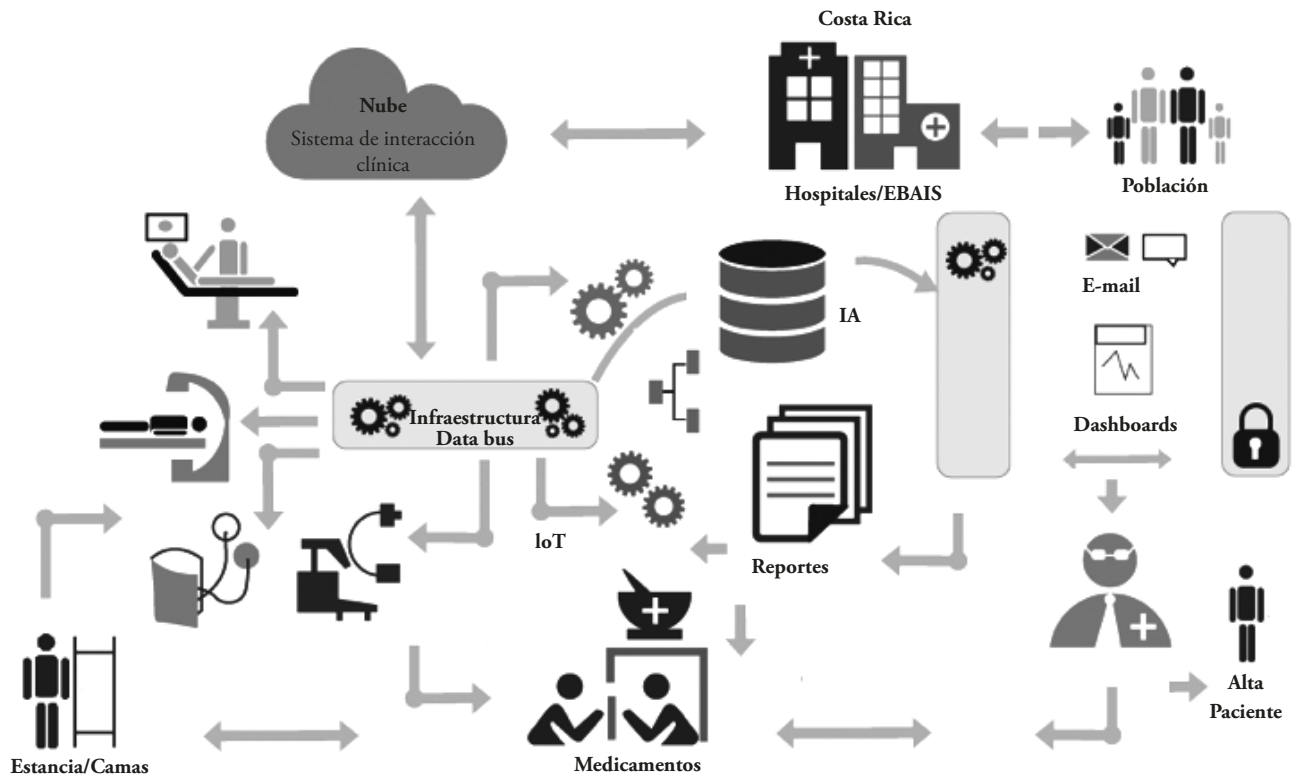 Costa Rica
Nube
Sistema de interacción
clínica
Hospitales/EBAIS
Población
E-mail
IA
Infraestructura
Data bus
Dashboards
loT
Reportes
Alta
Paciente
Estancia/Camas
Medicamentos